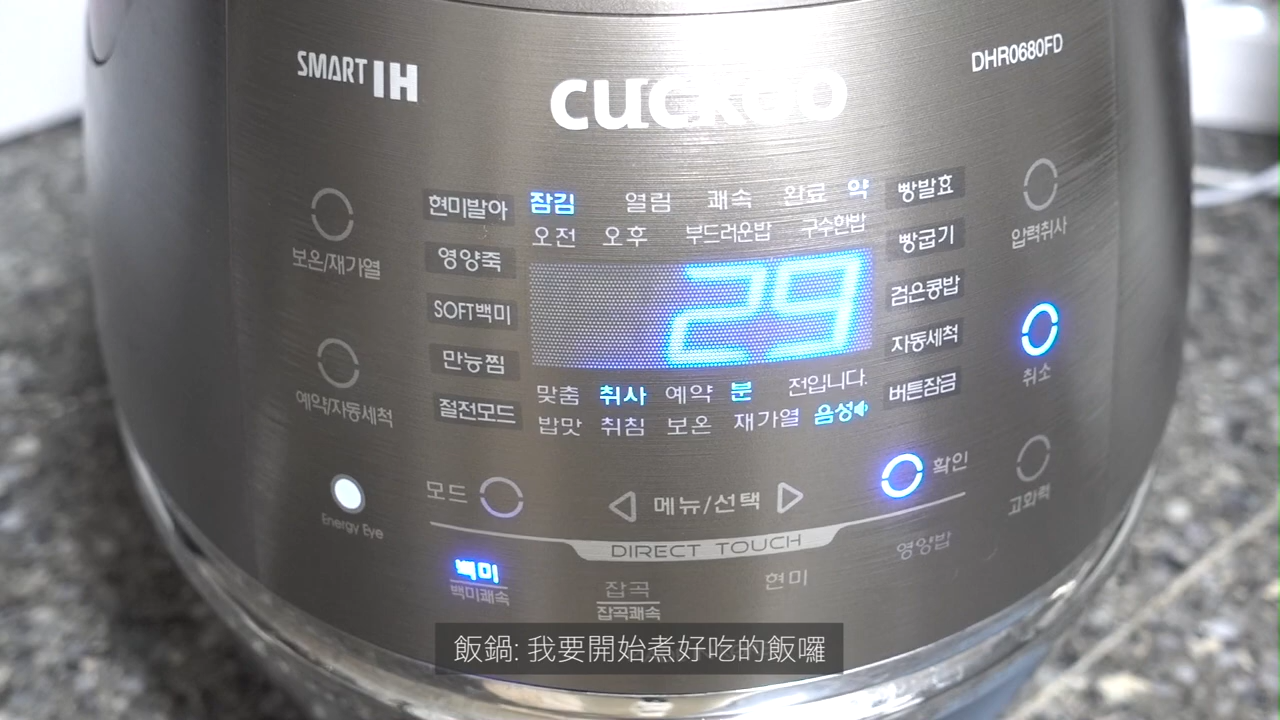 SMART IH
cuckoo
DHR0680FD
현미발아 잠김 열림 쾌속 완료 약 빵발효
오전 오후 부드러운밥 구수한밥
보온/재가열 영양죽 빵굽기 압력취사
29
SOFT백미 검은콩밥
만능찜 자동세척
맞춤 취사 예약 분 전입니다. 취소
예약/자동세척 절전모드 밥맛 취침 보온 재가열 음성 버튼잠금
모드 메뉴/선택 확인
Energy Eye 고화력
DIRECT TOUCH
백미 잡곡 현미 영양밥
백미쾌속 잡곡쾌속
飯鍋: 我要開始煮好吃的飯囉